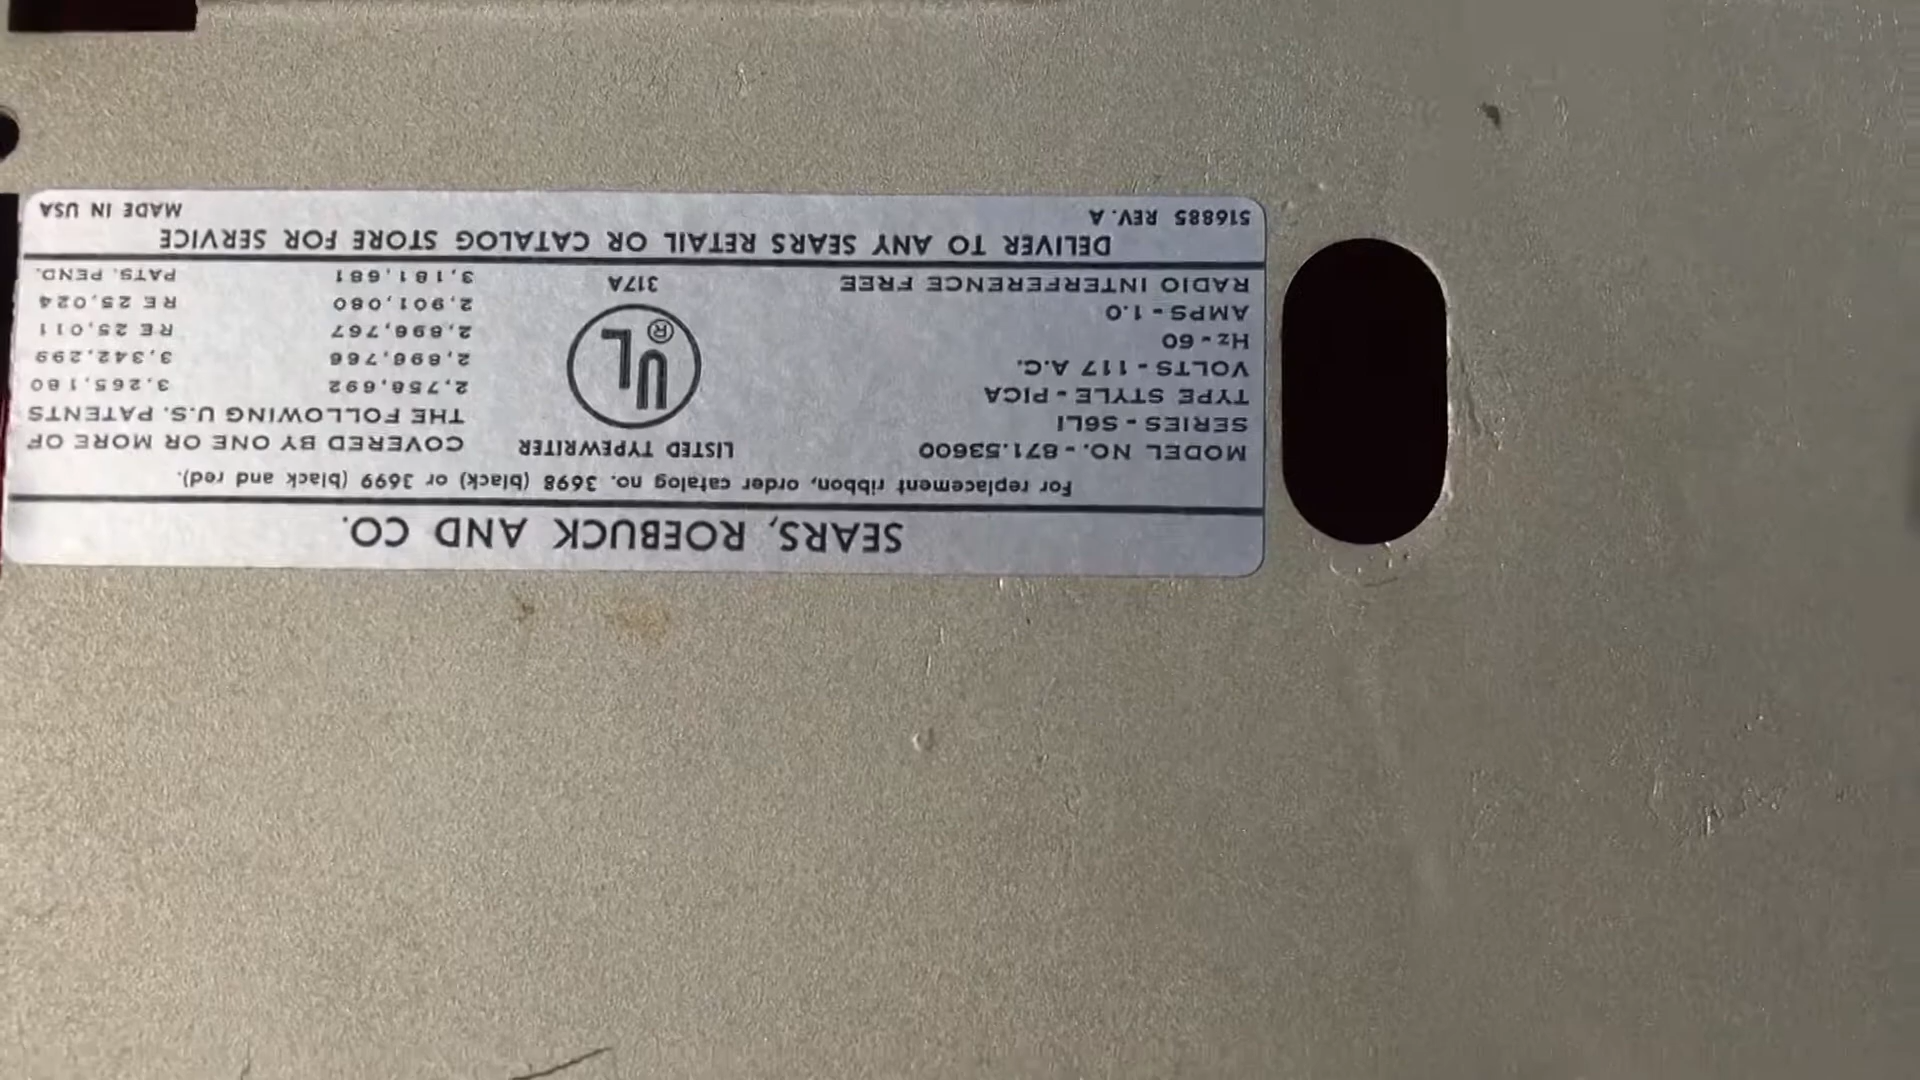 SEARS, ROEBUCK AND CO.
For replacement ribbon, order catalog no. 3698 (black) or 3699 (black and red).
MODEL NO. - 871.53600
SERIES - S6LI
TYPE STYLE - PICA
VOLTS - 117 A.C.
Hz - 60
AMPS - 1.0
RADIO INTERFERENCE FREE
LISTED TYPEWRITER
UL®
317A
COVERED BY ONE OR MORE OF
THE FOLLOWING U.S. PATENTS
2,758,692 3,265,180
2,896,766 3,342,299
2,896,767 RE 25,011
2,901,080 RE 25,024
3,181,681 PATS. PEND.
DELIVER TO ANY SEARS RETAIL OR CATALOG STORE FOR SERVICE
516885 REV. A MADE IN USA